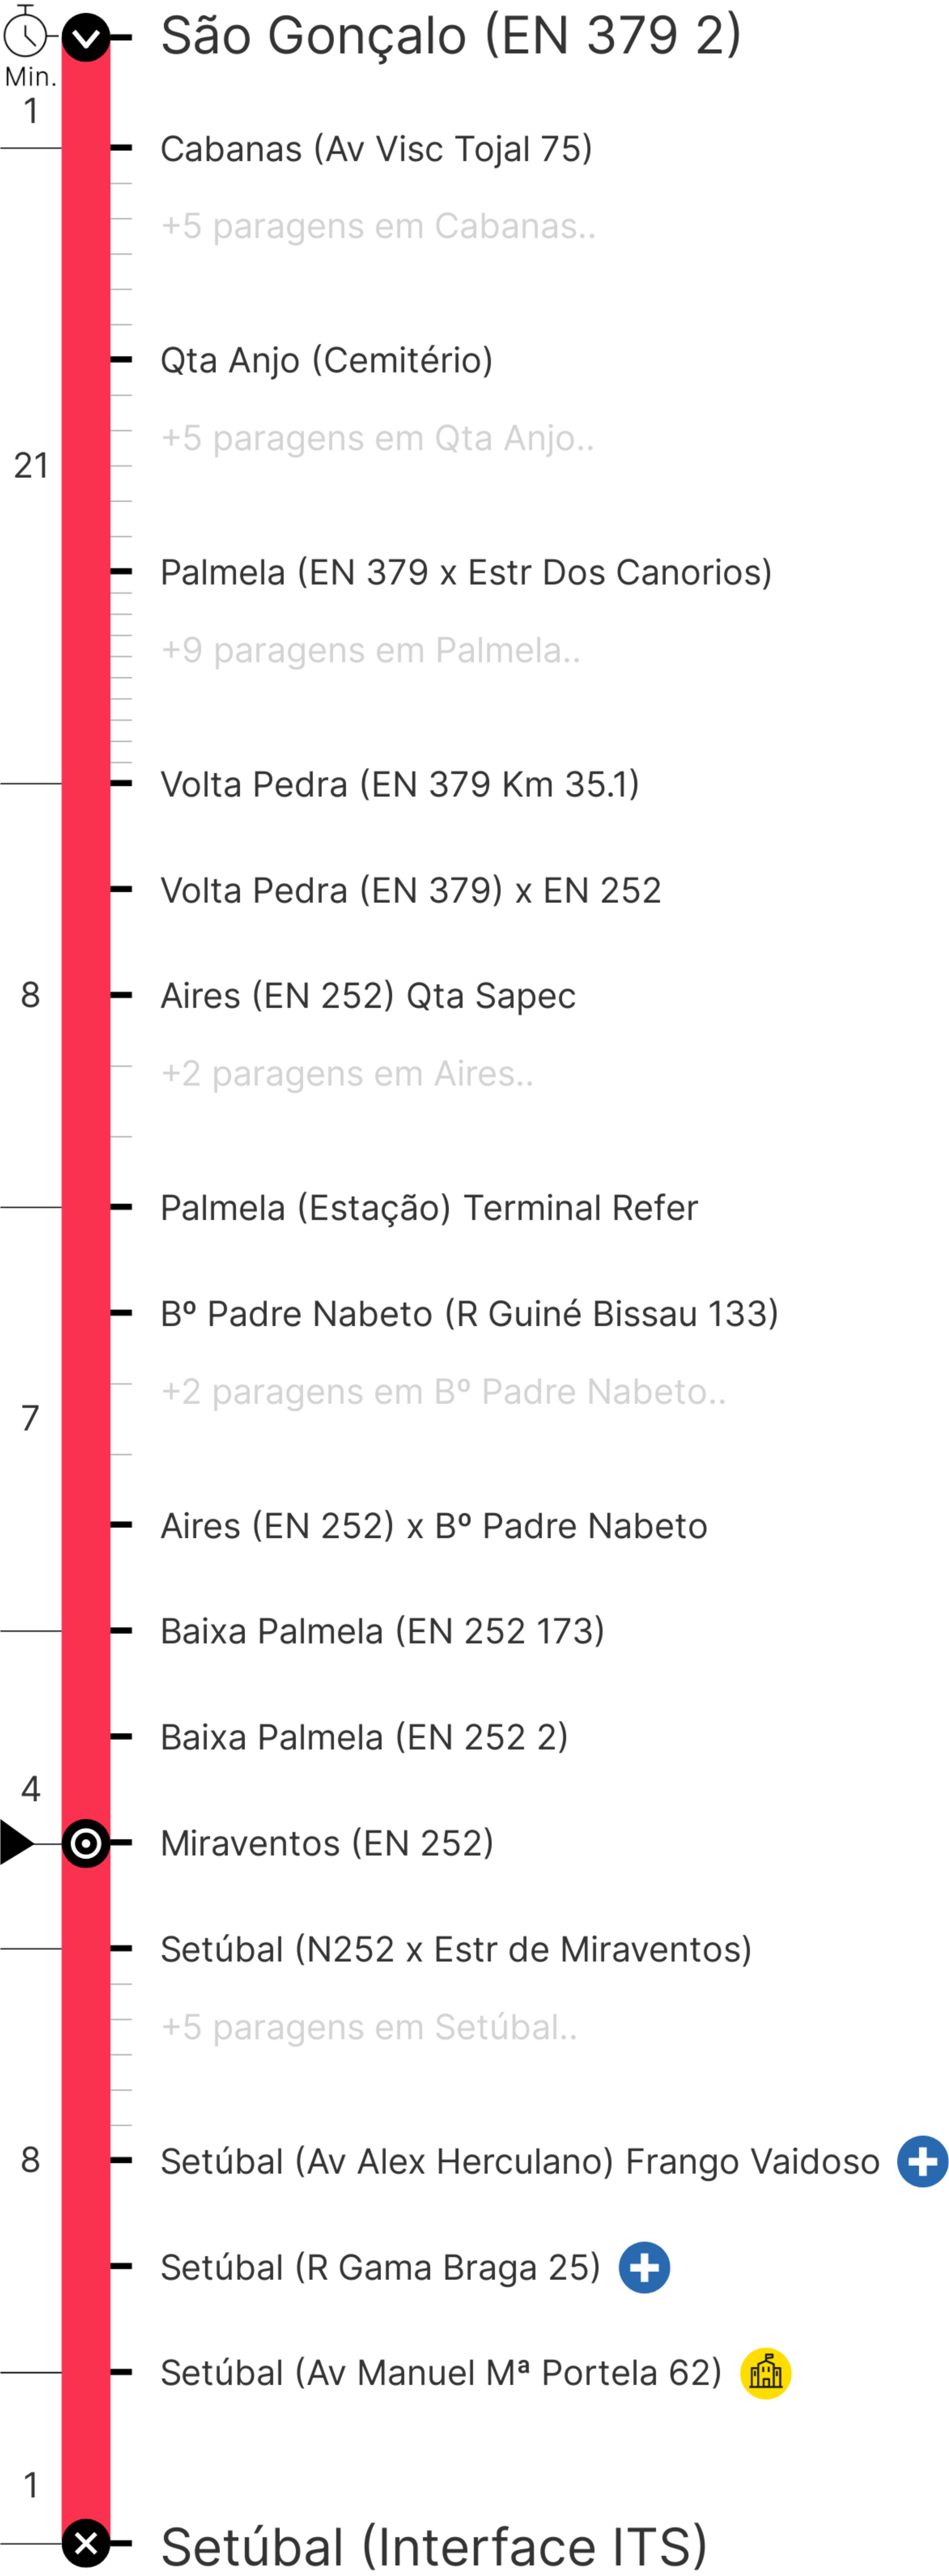 São Gonçalo (EN 379 2)
Min.
1
Cabanas (Av Visc Tojal 75)
+5 paragens em Cabanas..
Qta Anjo (Cemitério)
+5 paragens em Qta Anjo..
21
Palmela (EN 379 x Estr Dos Canorios)
+9 paragens em Palmela..
Volta Pedra (EN 379 Km 35.1)
Volta Pedra (EN 379) x EN 252
8
Aires (EN 252) Qta Sapec
+2 paragens em Aires..
Palmela (Estação) Terminal Refer
Bº Padre Nabeto (R Guiné Bissau 133)
+2 paragens em Bº Padre Nabeto..
7
Aires (EN 252) x Bº Padre Nabeto
Baixa Palmela (EN 252 173)
Baixa Palmela (EN 252 2)
4
Miraventos (EN 252)
Setúbal (N252 x Estr de Miraventos)
+5 paragens em Setúbal..
8
Setúbal (Av Alex Herculano) Frango Vaidoso
Setúbal (R Gama Braga 25)
Setúbal (Av Manuel Mª Portela 62)
1
Setúbal (Interface ITS)